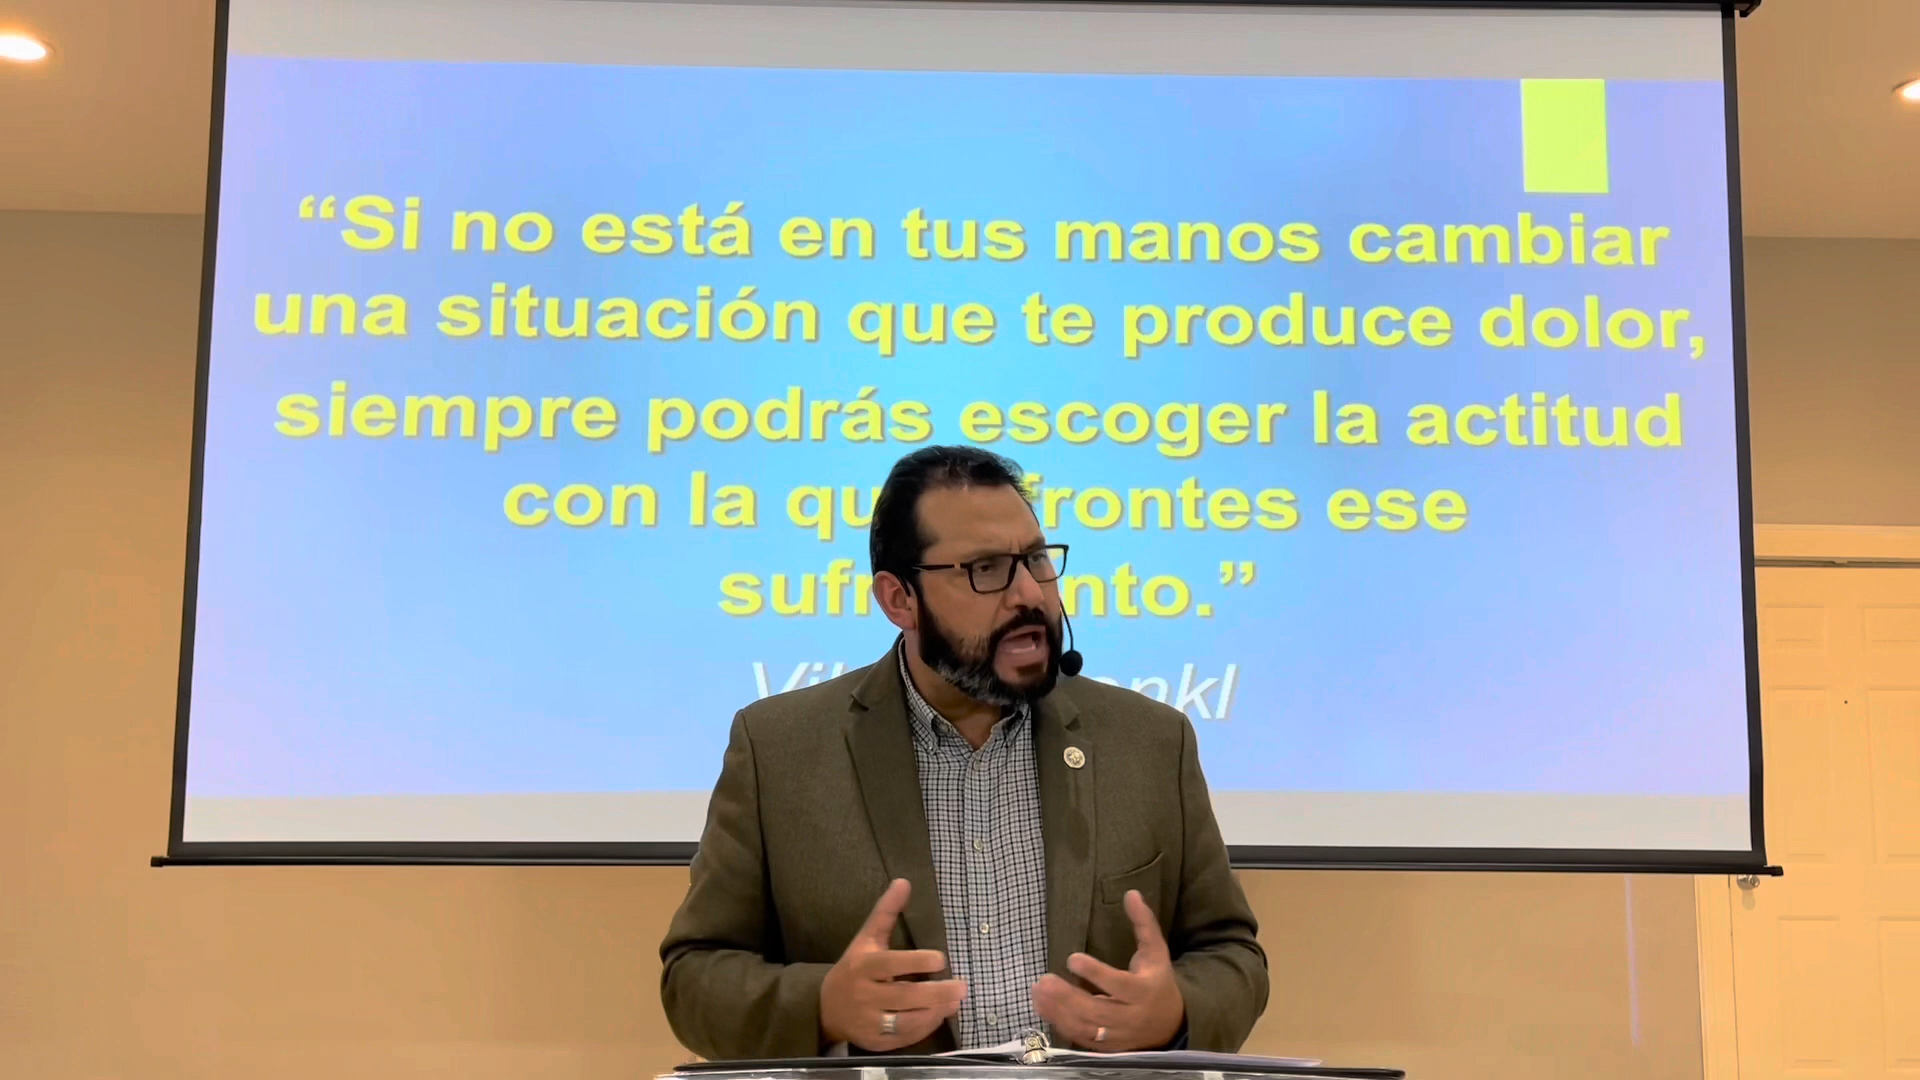 “Si no está en tus manos cambiar
una situación que te produce dolor,
siempre podrás escoger la actitud
con la frontes ese